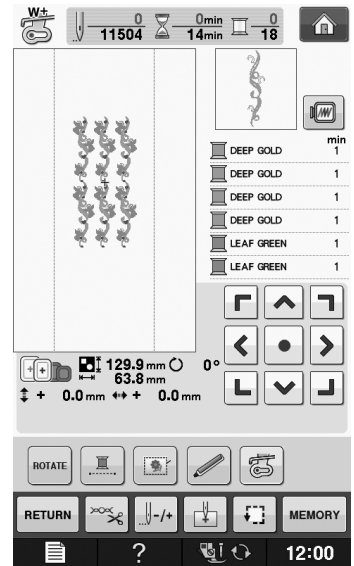 W+
0 0min 0
11504 14min 18
min
DEEP GOLD 1
DEEP GOLD 1
DEEP GOLD 1
DEEP GOLD 1
LEAF GREEN 1
LEAF GREEN 1
129.9 mm 0°
63.8 mm
+ 0.0 mm + 0.0 mm
ROTATE
RETURN -/+ MEMORY
? 12:00